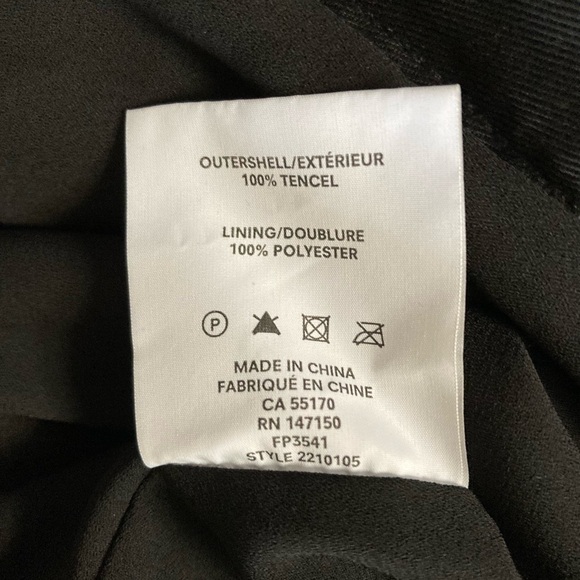 OUTERSHELL/EXTÉRIEUR
100% TENCEL
LINING/DOUBLURE
100% POLYESTER
P
MADE IN CHINA
FABRIQUÉ EN CHINE
CA 55170
RN 147150
FP3541
STYLE 2210105